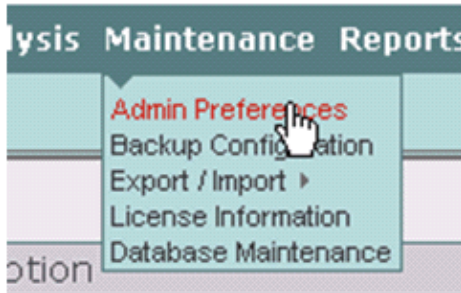 lysis Maintenance Reports
Admin Preferences
Backup Configuration
Export / Import
License Information
Database Maintenance
ption